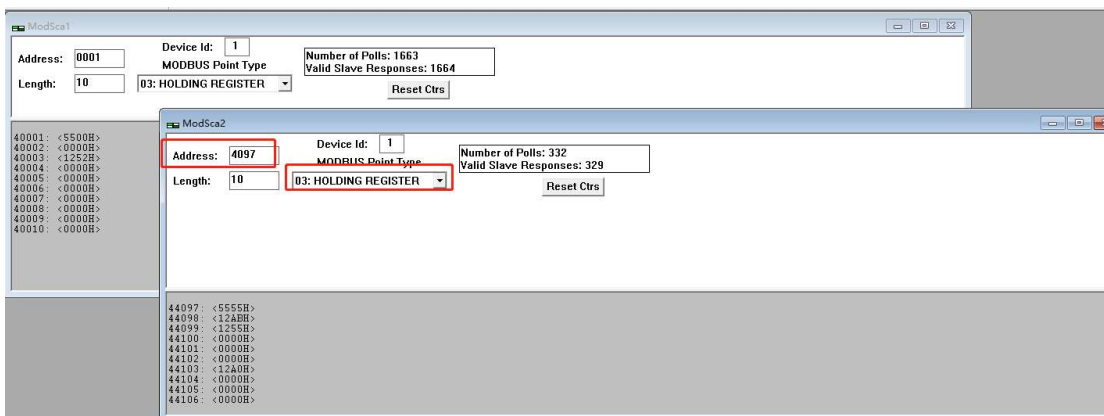 ModSca1
Address: 0001
Device Id: 1
MODBUS Point Type
Length: 10
03: HOLDING REGISTER
Number of Polls: 1663
Valid Slave Responses: 1664
Reset Ctrs
40001: <5500H>
40002: <0000H>
40003: <1252H>
40004: <0000H>
40005: <0000H>
40006: <0000H>
40007: <0000H>
40008: <0000H>
40009: <0000H>
40010: <0000H>
ModSca2
Address: 4097
Device Id: 1
MODBUS Point Type
Length: 10
03: HOLDING REGISTER
Number of Polls: 332
Valid Slave Responses: 329
Reset Ctrs
44097: <5555H>
44098: <12ABH>
44099: <1255H>
44100: <0000H>
44101: <0000H>
44102: <0000H>
44103: <12A0H>
44104: <0000H>
44105: <0000H>
44106: <0000H>